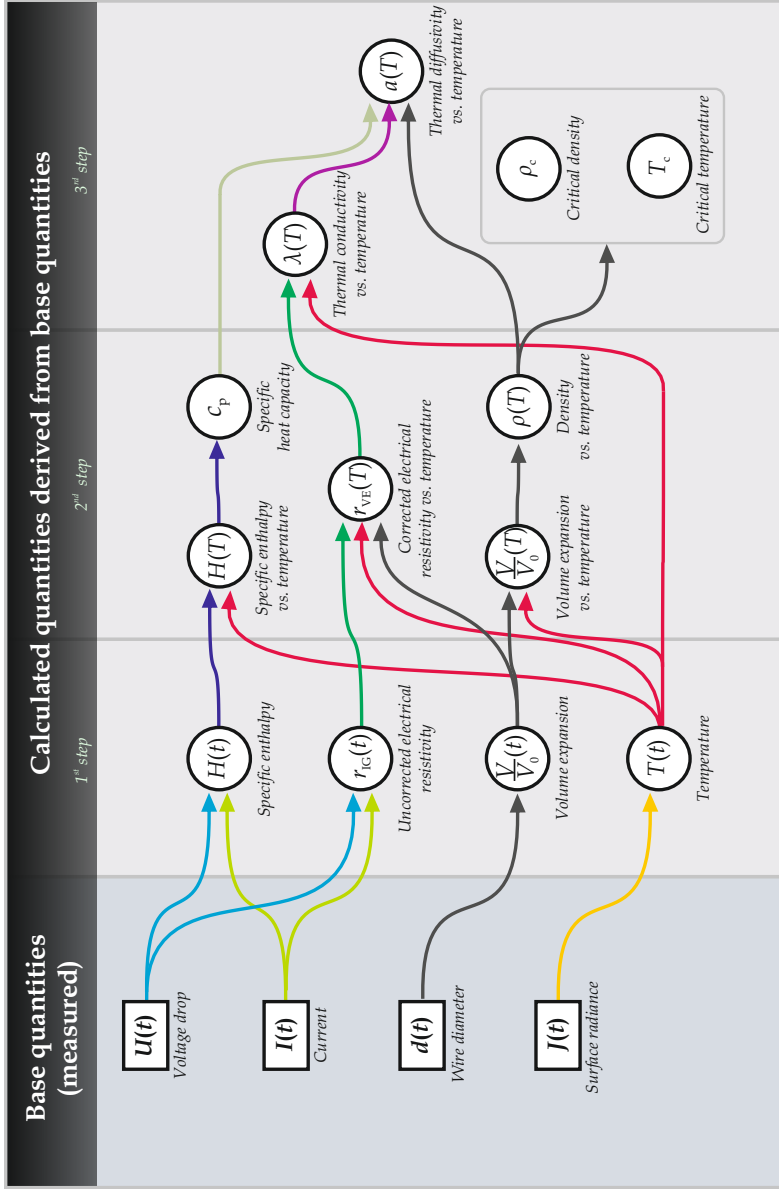 Base quantities
(measured)
Calculated quantities derived from base quantities
1st step
2nd step
3rd step
U(t)
Voltage drop
I(t)
Current
d(t)
Wire diameter
J(t)
Surface radiance
H(t)
Specific enthalpy
r_IG(t)
Uncorrected electrical
resistivity
V/V_0(t)
Volume expansion
T(t)
Temperature
H(T)
Specific enthalpy
vs. temperature
c_p
Specific
heat capacity
r_VE(T)
Corrected electrical
resistivity vs. temperature
V/V_0(T)
Volume expansion
vs. temperature
ρ(T)
Density
vs. temperature
λ(T)
Thermal conductivity
vs. temperature
a(T)
Thermal diffusivity
vs. temperature
ρ_c
Critical density
T_c
Critical temperature